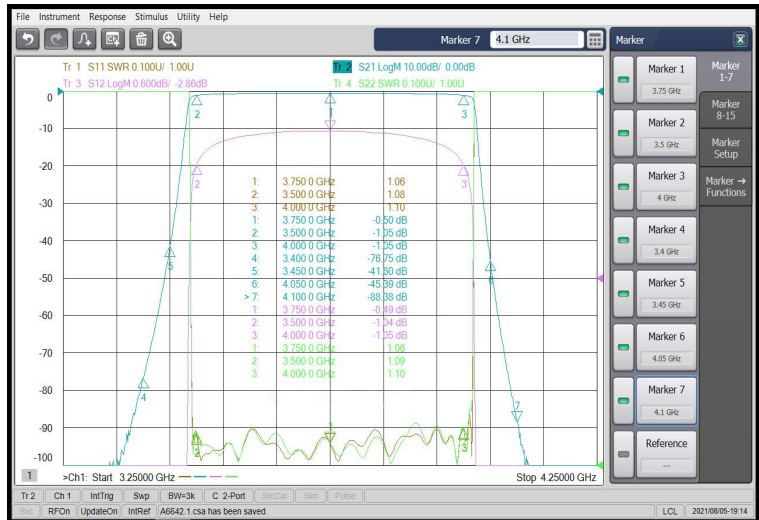 File Instrument Response Stimulus Utility Help
Marker 7 4.1 GHz
Marker
Tr 1 S11 SWR 0.100U/ 1.00U
Tr 2 S21 LogM 10.00dB/ 0.00dB
Tr 3 S12 LogM 0.600dB/ -2.86dB
Tr 4 S22 SWR 0.100U/ 1.00U
0
-10
-20
-30
-40
-50
-60
-70
-80
-90
-100
1
2
3
2
3
5
6
4
7
2
3
1: 3.750 0 GHz 1.06
2: 3.500 0 GHz 1.08
3: 4.000 0 GHz 1.10
1: 3.750 0 GHz -0.50 dB
2: 3.500 0 GHz -1.05 dB
3: 4.000 0 GHz -1.05 dB
4: 3.400 0 GHz -76.75 dB
5: 3.450 0 GHz -41.50 dB
6: 4.050 0 GHz -45.39 dB
> 7: 4.100 0 GHz -88.38 dB
1: 3.750 0 GHz -0.49 dB
2: 3.500 0 GHz -1.04 dB
3: 4.000 0 GHz -1.05 dB
1: 3.750 0 GHz 1.06
2: 3.500 0 GHz 1.09
3: 4.000 0 GHz 1.10
1 >Ch1: Start 3.25000 GHz
Stop 4.25000 GHz
Marker 1
3.75 GHz
Marker 2
3.5 GHz
Marker 3
4 GHz
Marker 4
3.4 GHz
Marker 5
3.45 GHz
Marker 6
4.05 GHz
Marker 7
4.1 GHz
Reference
---
Marker
1-7
Marker
8-15
Marker
Setup
Marker →
Functions
Tr 2 Ch 1 IntTrig Swp BW=3k C 2-Port SrcCal Sim Pulse
Svc RFOn UpdateOn IntRef A6642.1.csa has been saved. LCL 2021/08/05-19:14